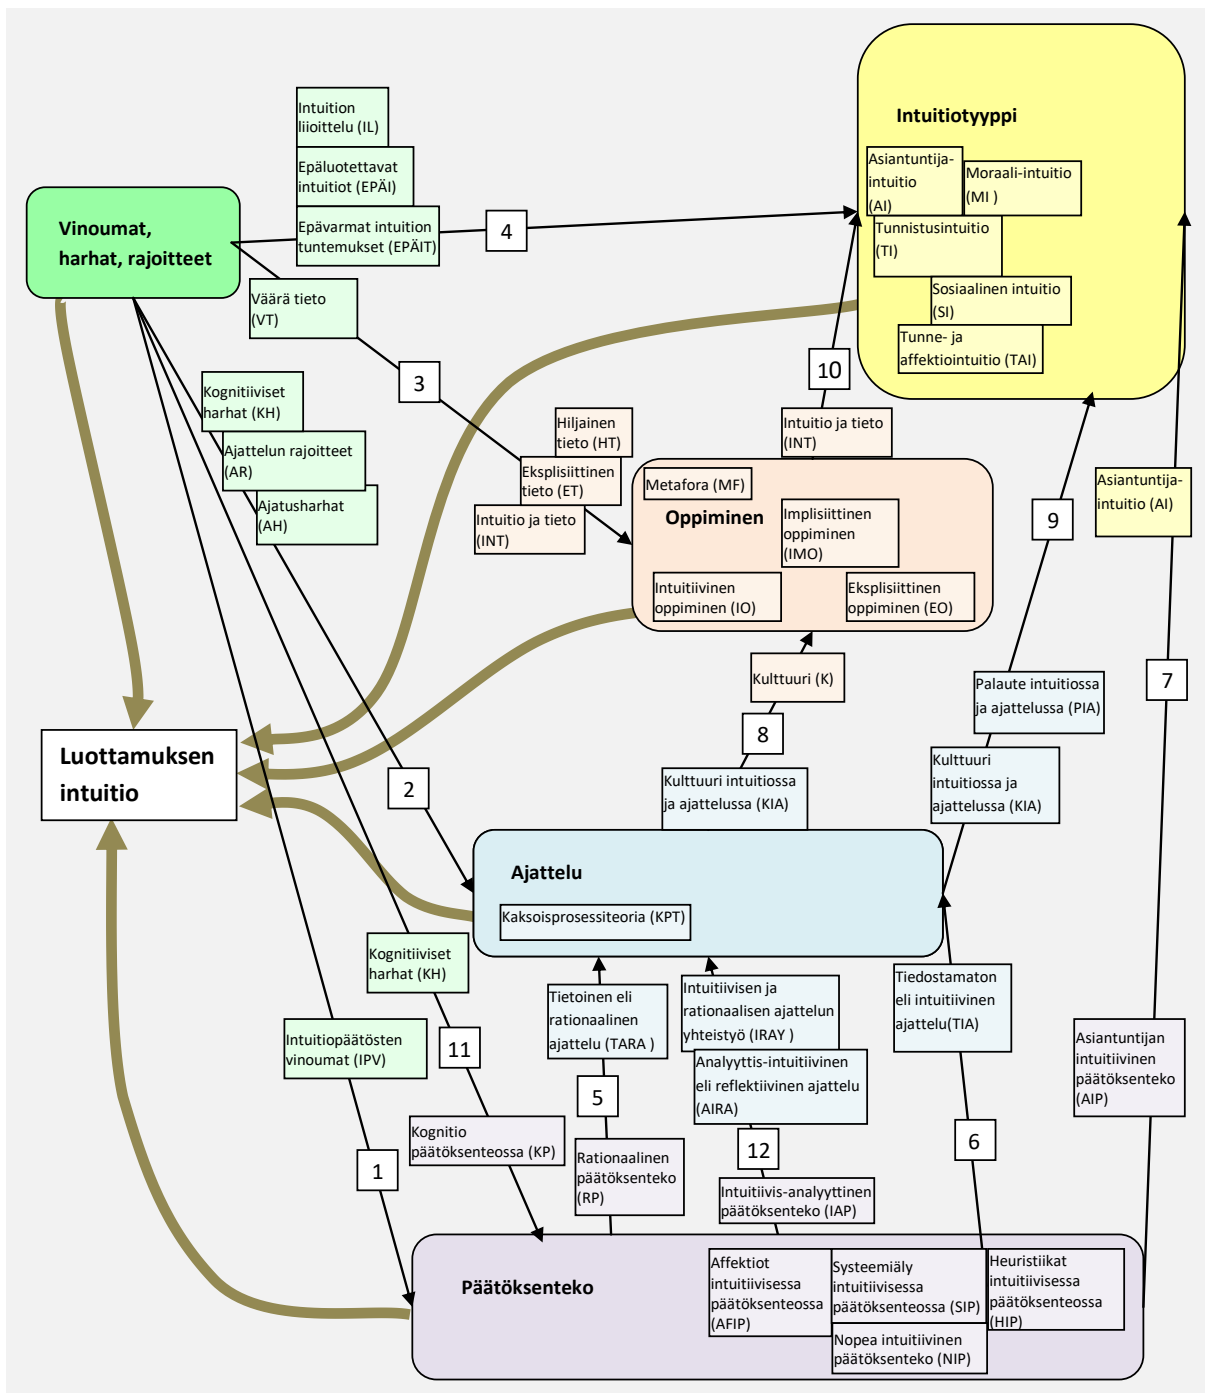 Intuitiotyyppi
Asiantuntija-
intuitio
(AI)
Moraali-intuitio
(MI )
Tunnistusintuitio
(TI)
Sosiaalinen intuitio
(SI)
Tunne- ja
affektiointuitio (TAI)
Intuition
liioittelu (IL)
Epäluotettavat
intuitiot (EPÄI)
Epävarmat intuition
tuntemukset (EPÄIT)
4
Vinoumat,
harhat, rajoitteet
Väärä tieto
(VT)
3
10
Kognitiiviset
harhat (KH)
Ajattelun rajoitteet
(AR)
Ajatusharhat
(AH)
Hiljainen
tieto (HT)
Eksplisiittinen
tieto (ET)
Intuitio ja tieto
(INT)
Intuitio ja tieto
(INT)
Metafora (MF)
Oppiminen
Implisiittinen
oppiminen
(IMO)
Intuitiivinen
oppiminen (IO)
Eksplisiittinen
oppiminen (EO)
9
Asiantuntija-
intuitio (AI)
7
Kulttuuri (K)
8
Palaute intuitiossa
ja ajattelussa (PIA)
Kulttuuri
intuitiossa ja
ajattelussa (KIA)
Kulttuuri intuitiossa
ja ajattelussa (KIA)
Luottamuksen
intuitio
2
Ajattelu
Kaksoisprosessiteoria (KPT)
Kognitiiviset
harhat (KH)
Intuitiopäätösten
vinoumat (IPV)
11
Tietoinen eli
rationaalinen
ajattelu (TARA )
Intuitiivisen ja
rationaalisen ajattelun
yhteistyö (IRAY )
Analyyttis-intuitiivinen
eli reflektiivinen ajattelu
(AIRA)
Tiedostamaton
eli intuitiivinen
ajattelu(TIA)
Asiantuntijan
intuitiivinen
päätöksenteko
(AIP)
5
12
6
1
Kognitio
päätöksenteossa (KP)
Rationaalinen
päätöksenteko
(RP)
Intuitiivis-analyyttinen
päätöksenteko (IAP)
Päätöksenteko
Affektiot
intuitiivisessa
päätöksenteossa
(AFIP)
Systeemiäly
intuitiivisessa
päätöksenteossa (SIP)
Nopea intuitiivinen
päätöksenteko (NIP)
Heuristiikat
intuitiivisessa
päätöksenteossa
(HIP)